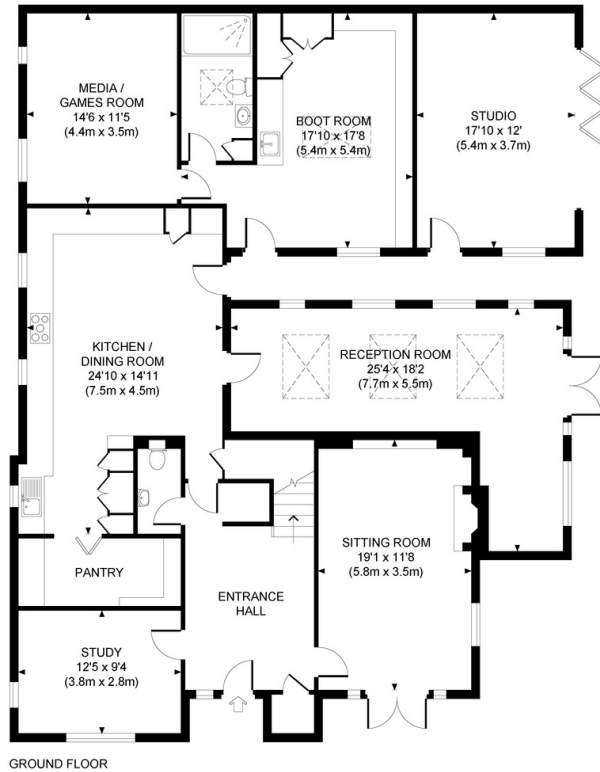 MEDIA /
GAMES ROOM
14'6 x 11'5
(4.4m x 3.5m)
BOOT ROOM
17'10 x 17'8
(5.4m x 5.4m)
STUDIO
17'10 x 12'
(5.4m x 3.7m)
KITCHEN /
DINING ROOM
24'10 x 14'11
(7.5m x 4.5m)
RECEPTION ROOM
25'4 x 18'2
(7.7m x 5.5m)
SITTING ROOM
19'1 x 11'8
(5.8m x 3.5m)
PANTRY
ENTRANCE
HALL
STUDY
12'5 x 9'4
(3.8m x 2.8m)
GROUND FLOOR